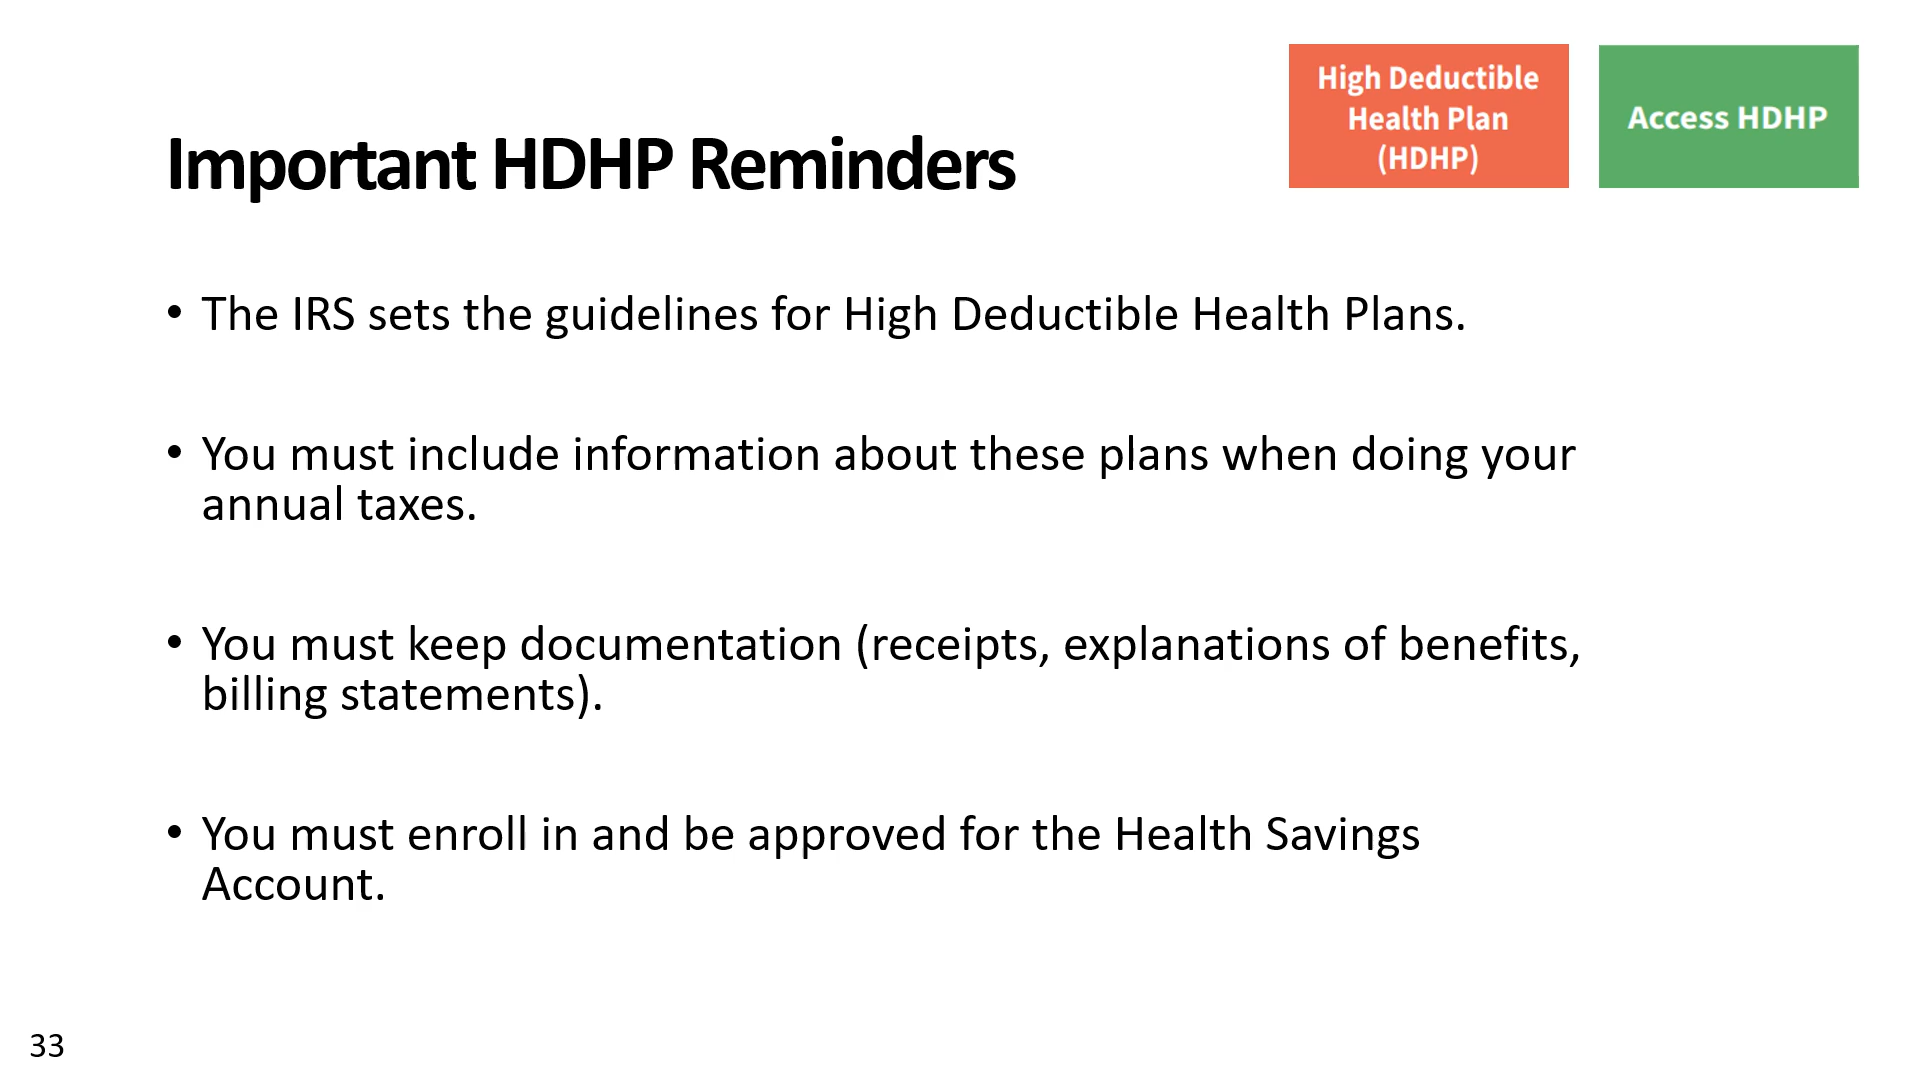 High Deductible
Health Plan
(HDHP)
Access HDHP
Important HDHP Reminders
• The IRS sets the guidelines for High Deductible Health Plans.
• You must include information about these plans when doing your
annual taxes.
• You must keep documentation (receipts, explanations of benefits,
billing statements).
• You must enroll in and be approved for the Health Savings
Account.
33